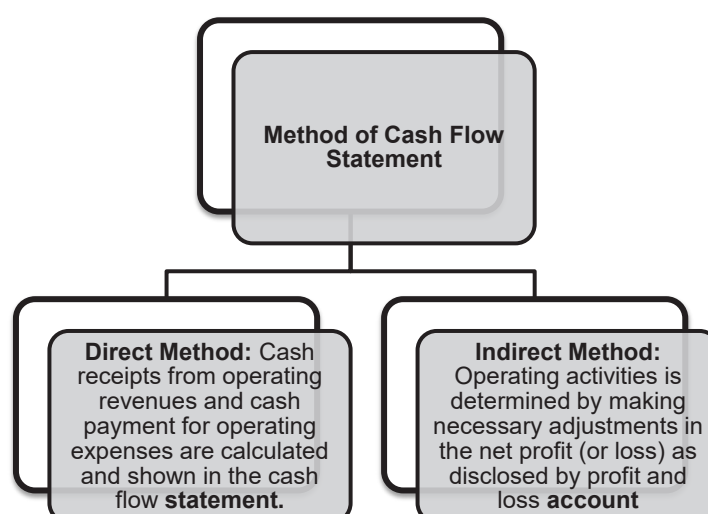 Method of Cash Flow
Statement
Direct Method: Cash
receipts from operating
revenues and cash
payment for operating
expenses are calculated
and shown in the cash
flow statement.
Indirect Method:
Operating activities is
determined by making
necessary adjustments in
the net profit (or loss) as
disclosed by profit and
loss account